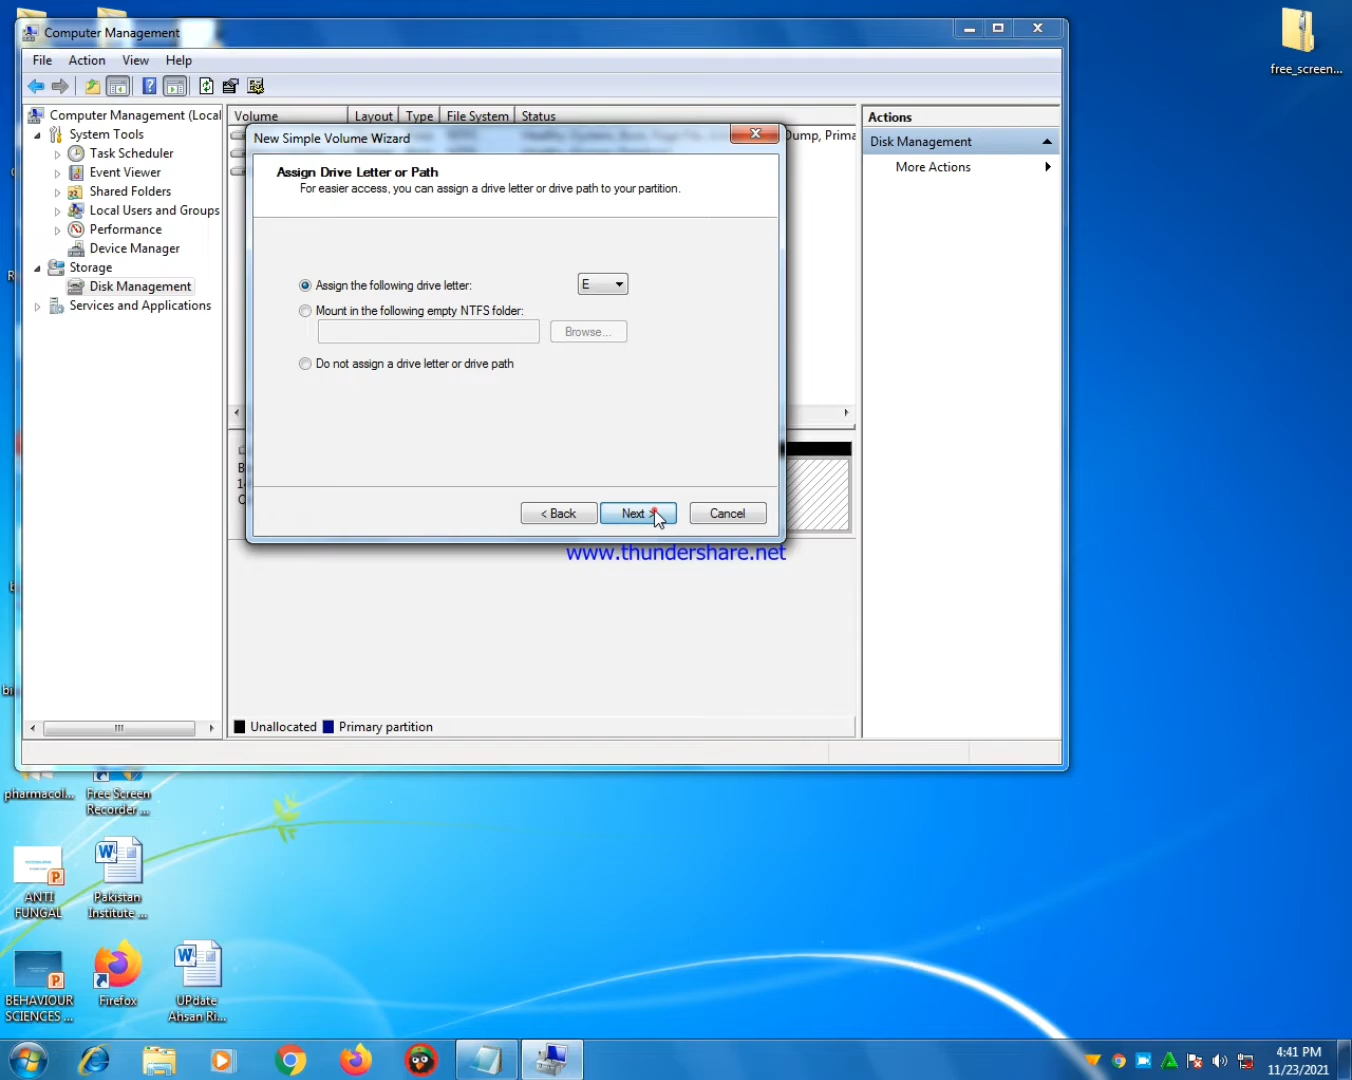 Computer Management
free_screen...
File Action View Help
Computer Management (Local
System Tools
Task Scheduler
Event Viewer
Shared Folders
Local Users and Groups
Performance
Device Manager
Storage
Disk Management
Services and Applications
Volume Layout Type File System Status
Dump, Prima
New Simple Volume Wizard
Assign Drive Letter or Path
For easier access, you can assign a drive letter or drive path to your partition.
Assign the following drive letter:
E
Mount in the following empty NTFS folder:
Browse...
Do not assign a drive letter or drive path
< Back
Next >
Cancel
www.thundershare.net
Unallocated Primary partition
Actions
Disk Management
More Actions
pharmacol...
Free Screen
Recorder ...
ANTI
FUNGAL
Pakistan
Institute ...
BEHAVIOUR
SCIENCES ...
Firefox
UPdate
Ahsan Ri...
4:41 PM
11/23/2021